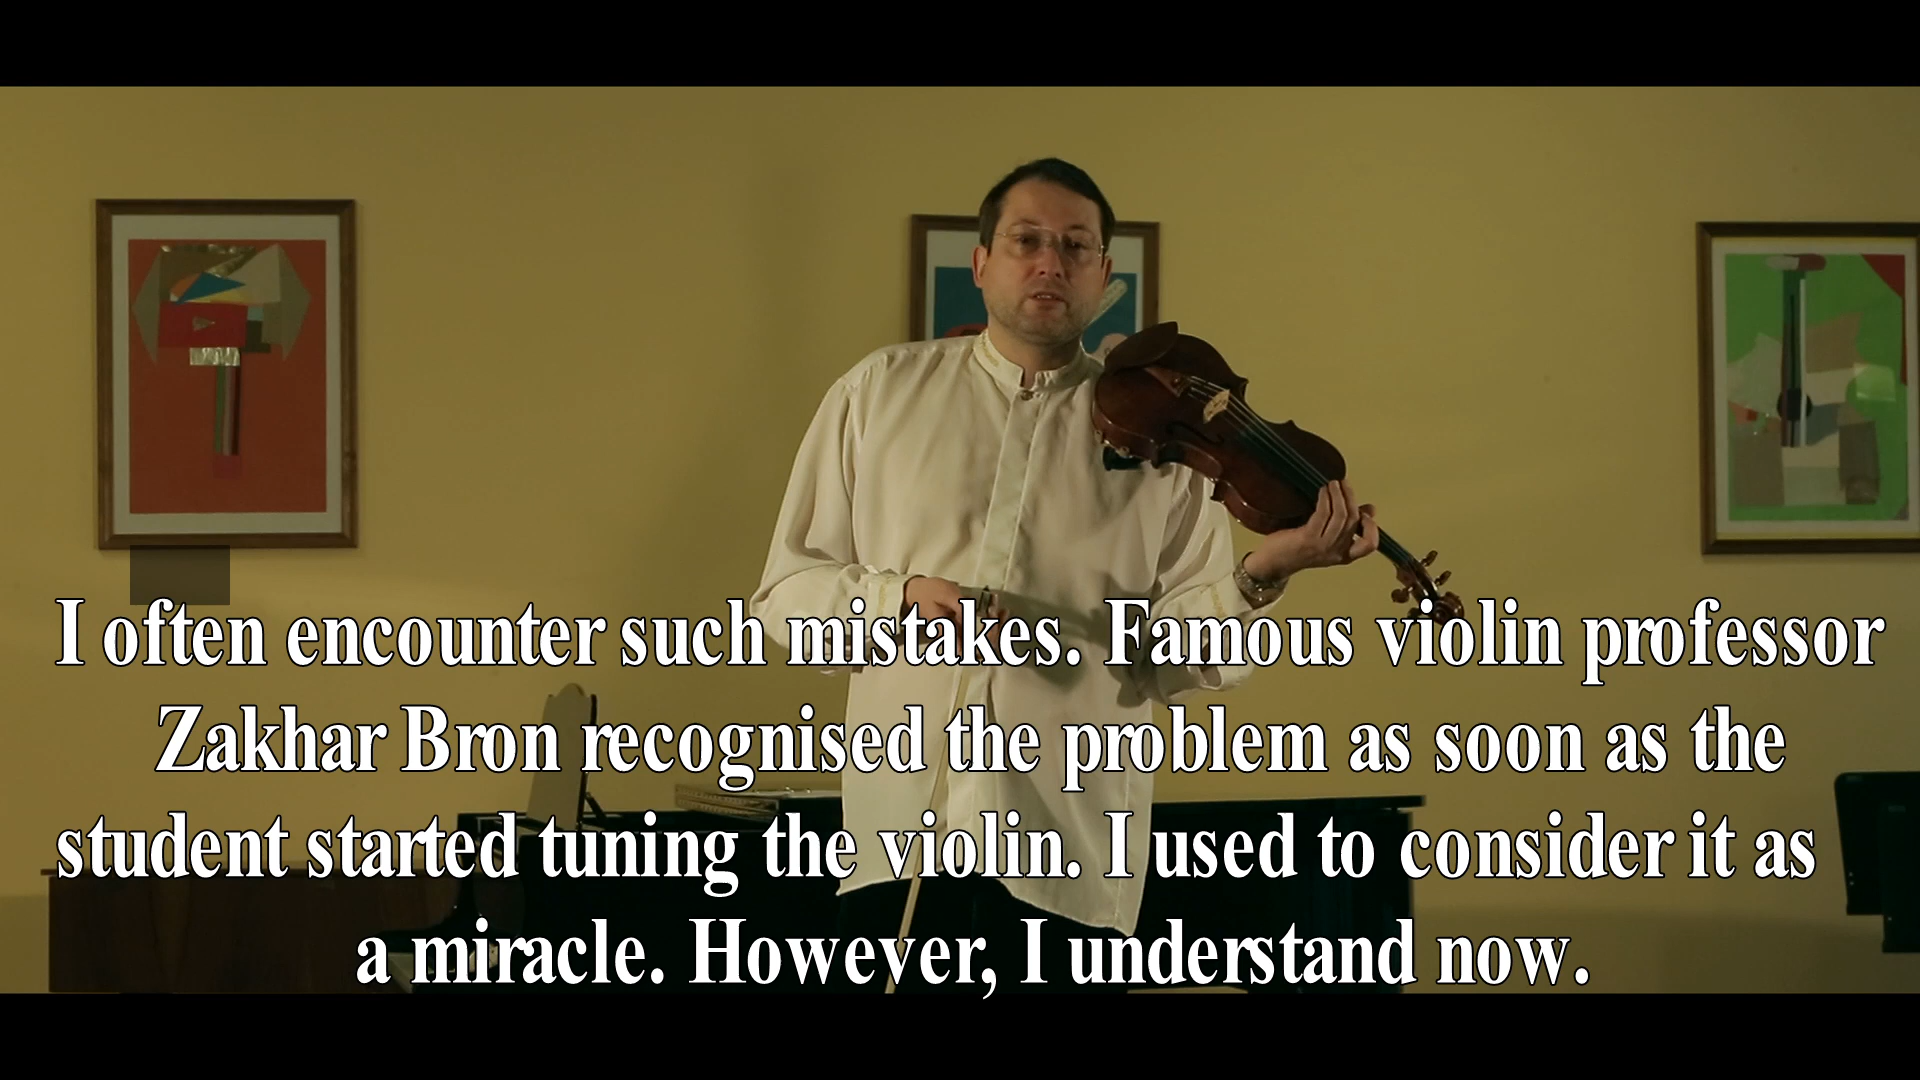 I often encounter such mistakes. Famous violin professor
Zakhar Bron recognised the problem as soon as the
student started tuning the violin. I used to consider it as
a miracle. However, I understand now.